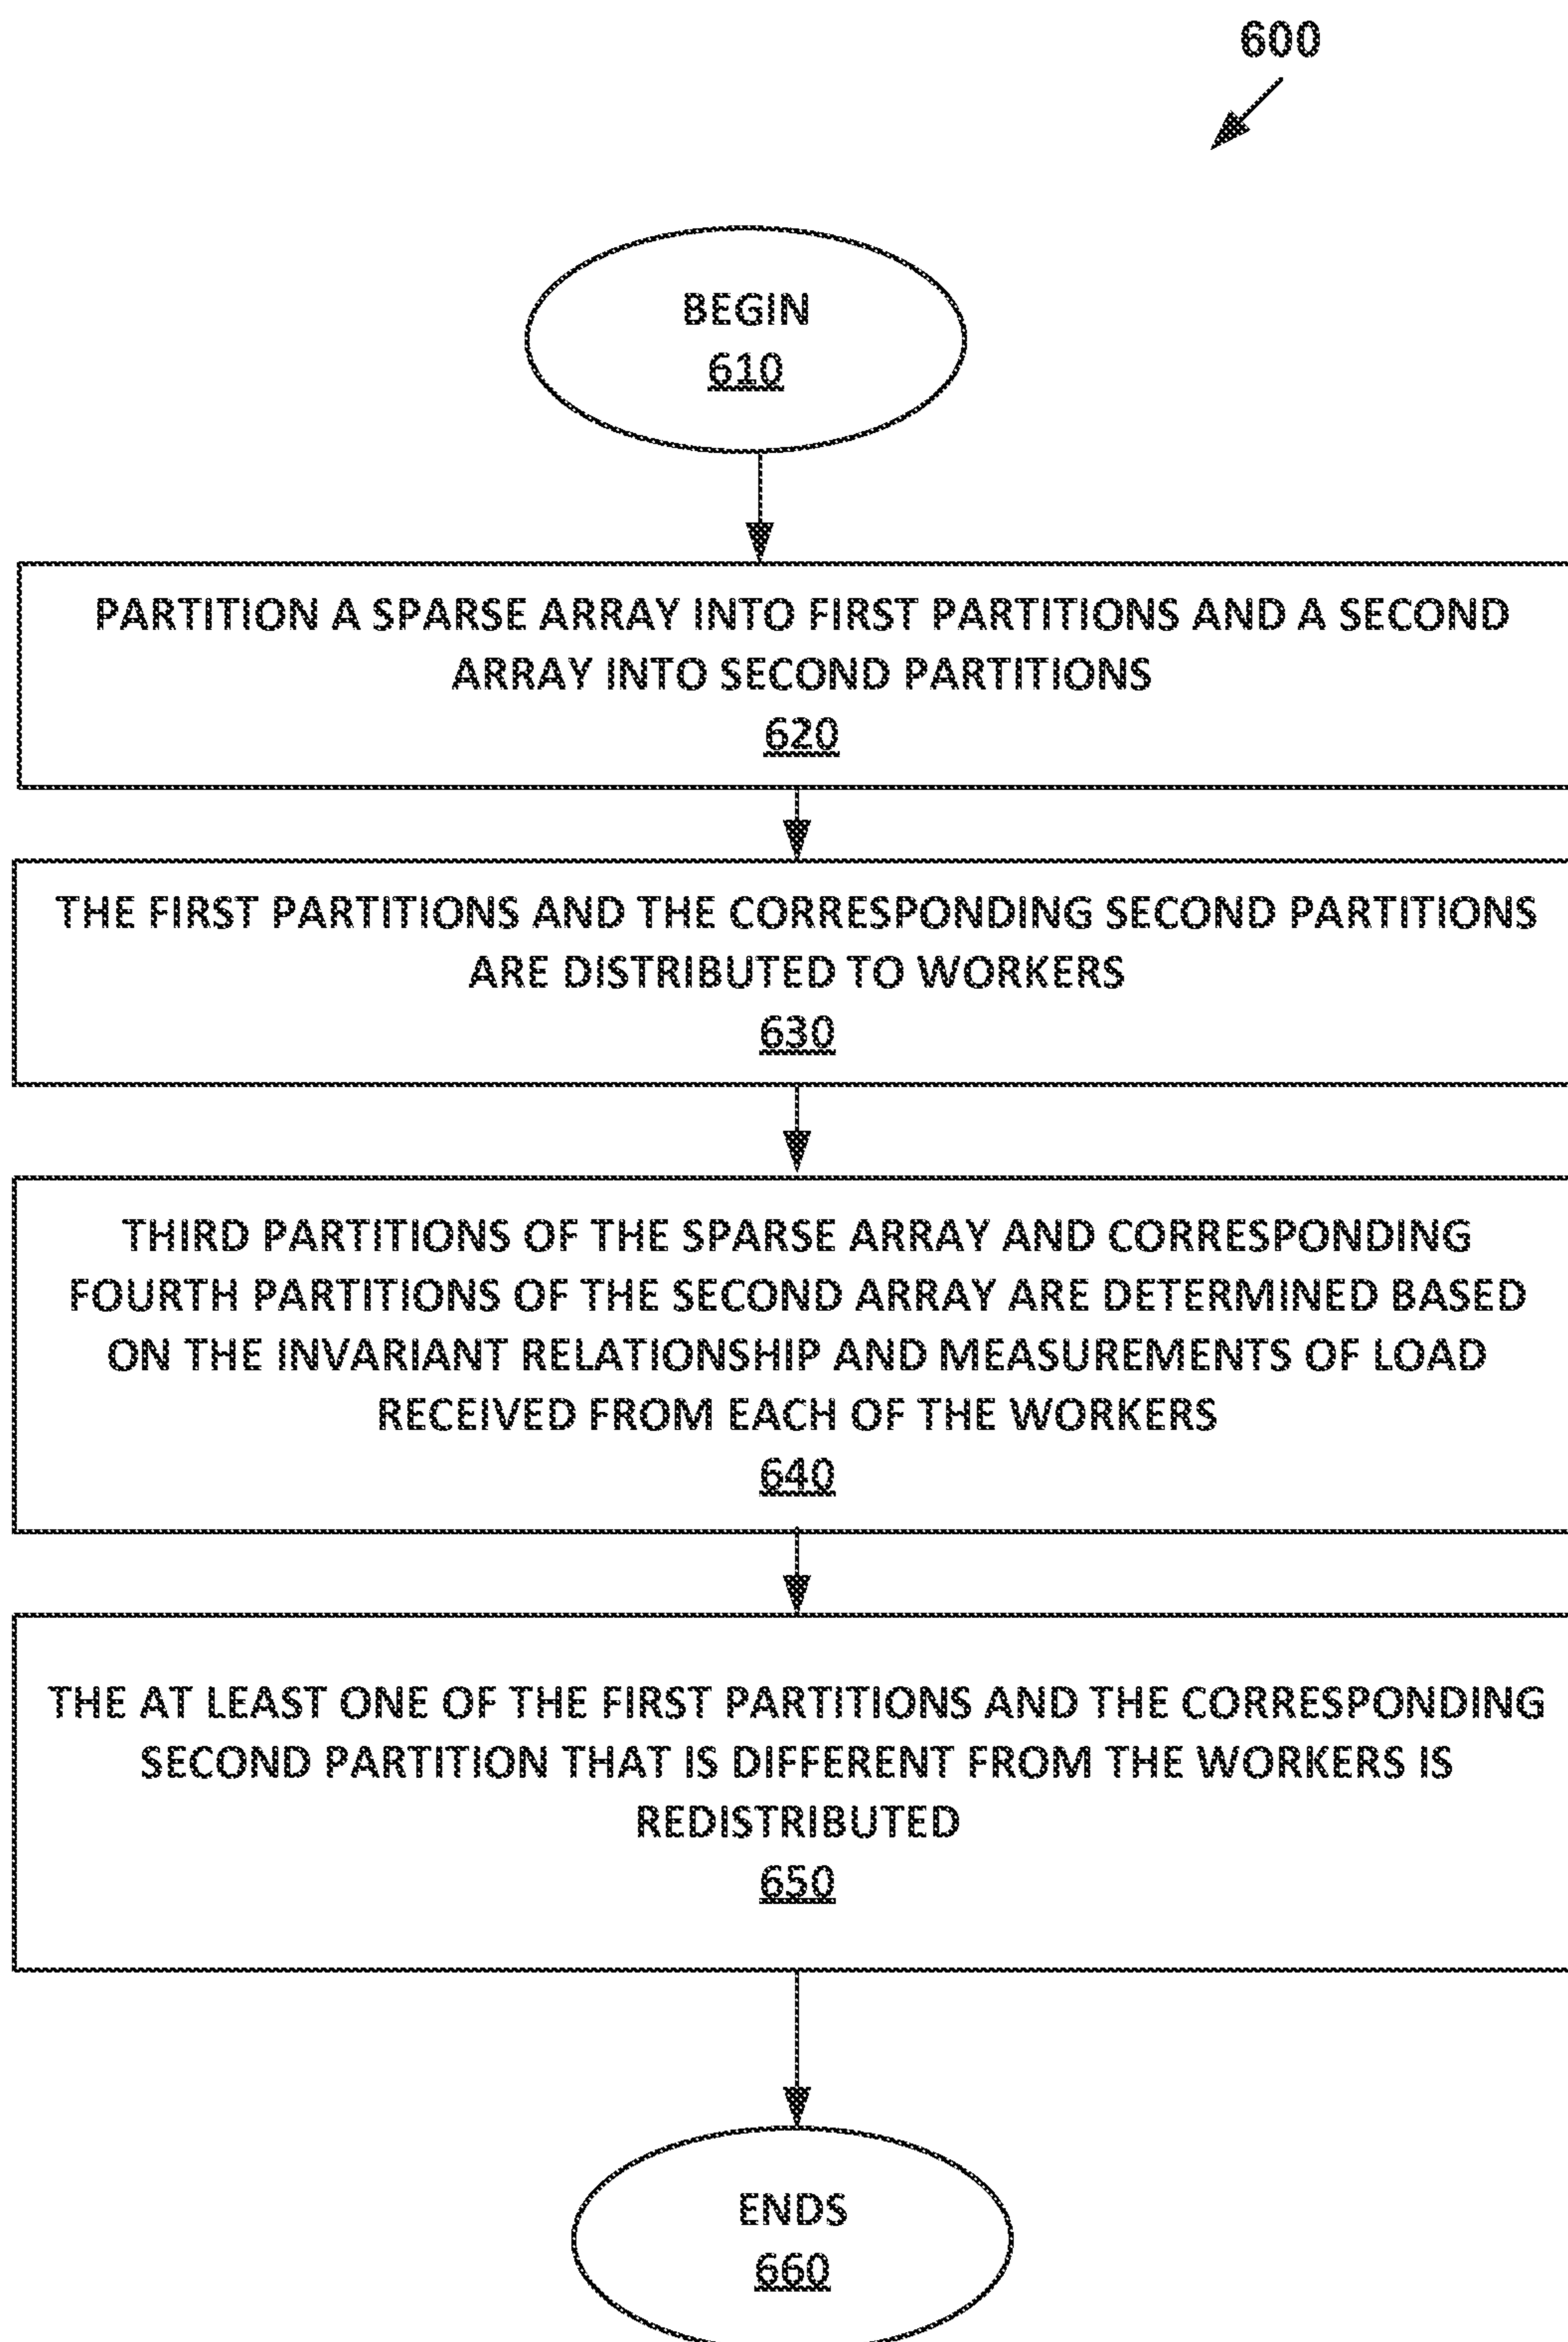 600
BEGIN
610
PARTITION A SPARSE ARRAY INTO FIRST PARTITIONS AND A SECOND
ARRAY INTO SECOND PARTITIONS
620
THE FIRST PARTITIONS AND THE CORRESPONDING SECOND PARTITIONS
ARE DISTRIBUTED TO WORKERS
630
THIRD PARTITIONS OF THE SPARSE ARRAY AND CORRESPONDING
FOURTH PARTITIONS OF THE SECOND ARRAY ARE DETERMINED BASED
ON THE INVARIANT RELATIONSHIP AND MEASUREMENTS OF LOAD
RECEIVED FROM EACH OF THE WORKERS
640
THE AT LEAST ONE OF THE FIRST PARTITIONS AND THE CORRESPONDING
SECOND PARTITION THAT IS DIFFERENT FROM THE WORKERS IS
REDISTRIBUTED
650
ENDS
660